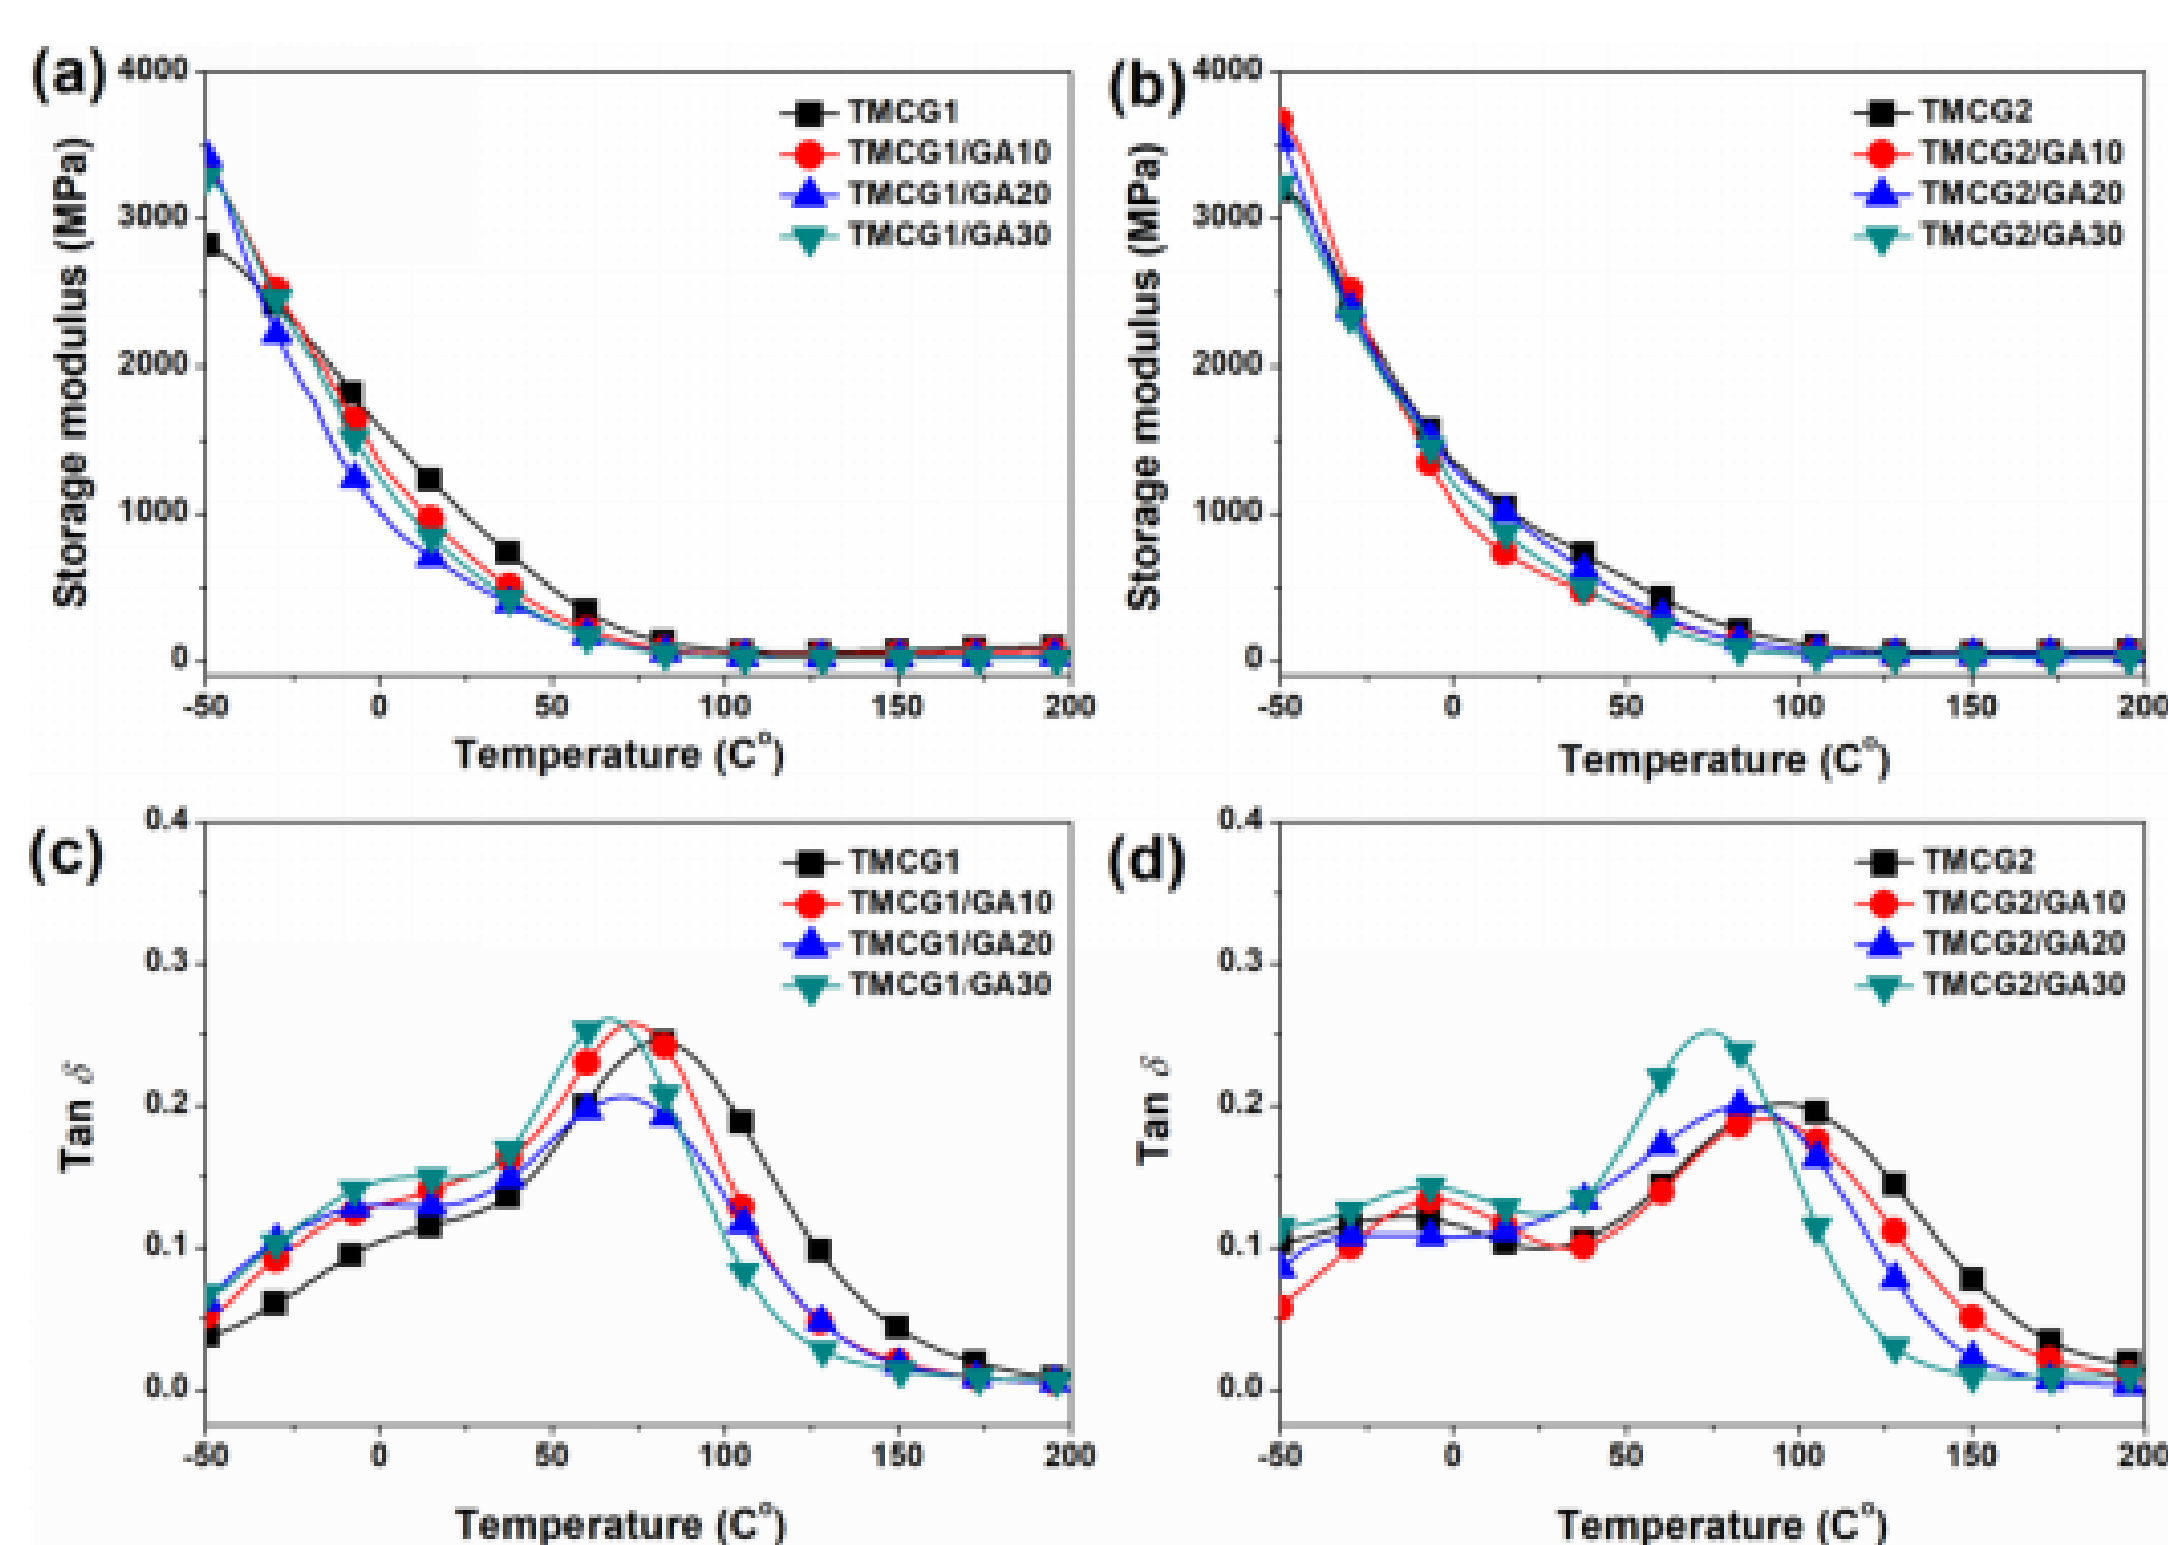 (a)
4000
3000
2000
1000
0
Storage modulus (MPa)
TMCG1
TMCG1/GA10
TMCG1/GA20
TMCG1/GA30
-50 0 50 100 150 200
Temperature (C°)
(b)
4000
3000
2000
1000
0
Storage modulus (MPa)
TMCG2
TMCG2/GA10
TMCG2/GA20
TMCG2/GA30
-50 0 50 100 150 200
Temperature (C°)
(c)
0.4
0.3
0.2
0.1
0.0
Tan δ
TMCG1
TMCG1/GA10
TMCG1/GA20
TMCG1/GA30
-50 0 50 100 150 200
Temperature (C°)
(d)
0.4
0.3
0.2
0.1
0.0
Tan δ
TMCG2
TMCG2/GA10
TMCG2/GA20
TMCG2/GA30
-50 0 50 100 150 200
Temperature (C°)